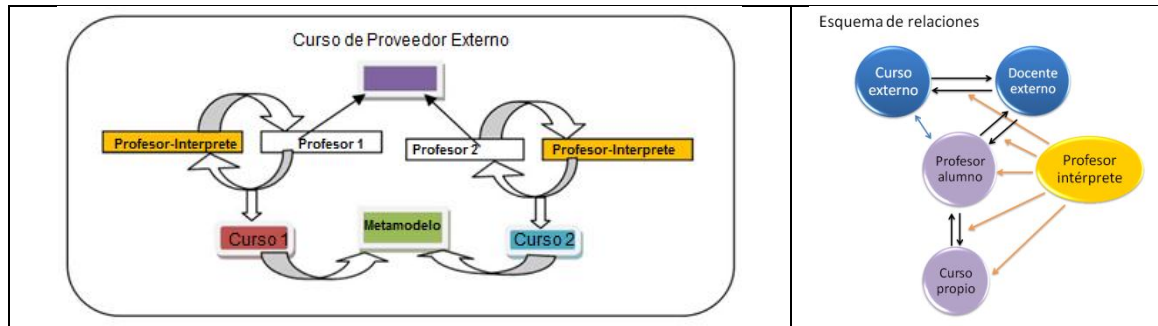 Curso de Proveedor Externo
Profesor-Interprete
Profesor 1
Profesor 2
Profesor-Interprete
Curso 1
Metamodelo
Curso 2
Esquema de relaciones
Curso
externo
Docente
externo
Profesor
alumno
Profesor
intérprete
Curso
propio